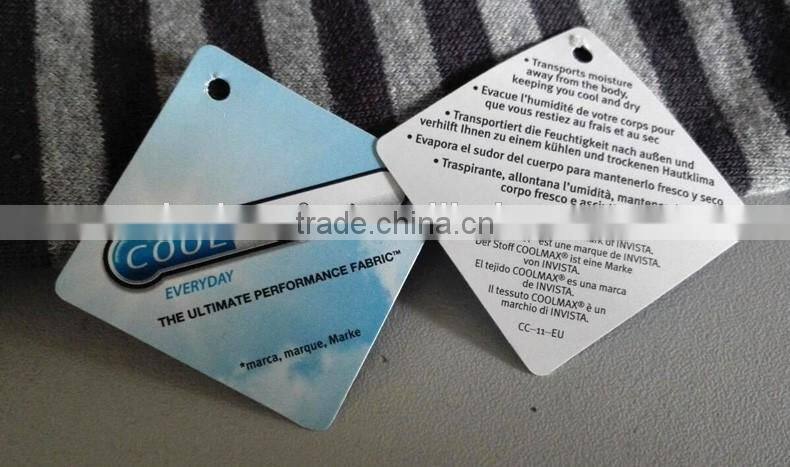 COOL
EVERYDAY
THE ULTIMATE PERFORMANCE FABRIC™
*marca, marque, Marke
• Transports moisture
away from the body,
keeping you cool and dry
• Evacue l'humidité de votre corps pour
que vous restiez au frais et au sec
• Transportiert die Feuchtigkeit nach außen und
verhilft Ihnen zu einem kühlen und trockenen Hautklima
• Evapora el sudor del cuerpo para mantenerlo fresco y seco
• Traspirante, allontana l'umidità,
corpo fresco e
of INVISTA.
est une marque de INVISTA.
Der Stoff COOLMAX® ist eine Marke
von INVISTA.
El tejido COOLMAX® es una marca
de INVISTA.
Il tessuto COOLMAX® è un
marchio di INVISTA.
CC–11–EU
trade.china.cn